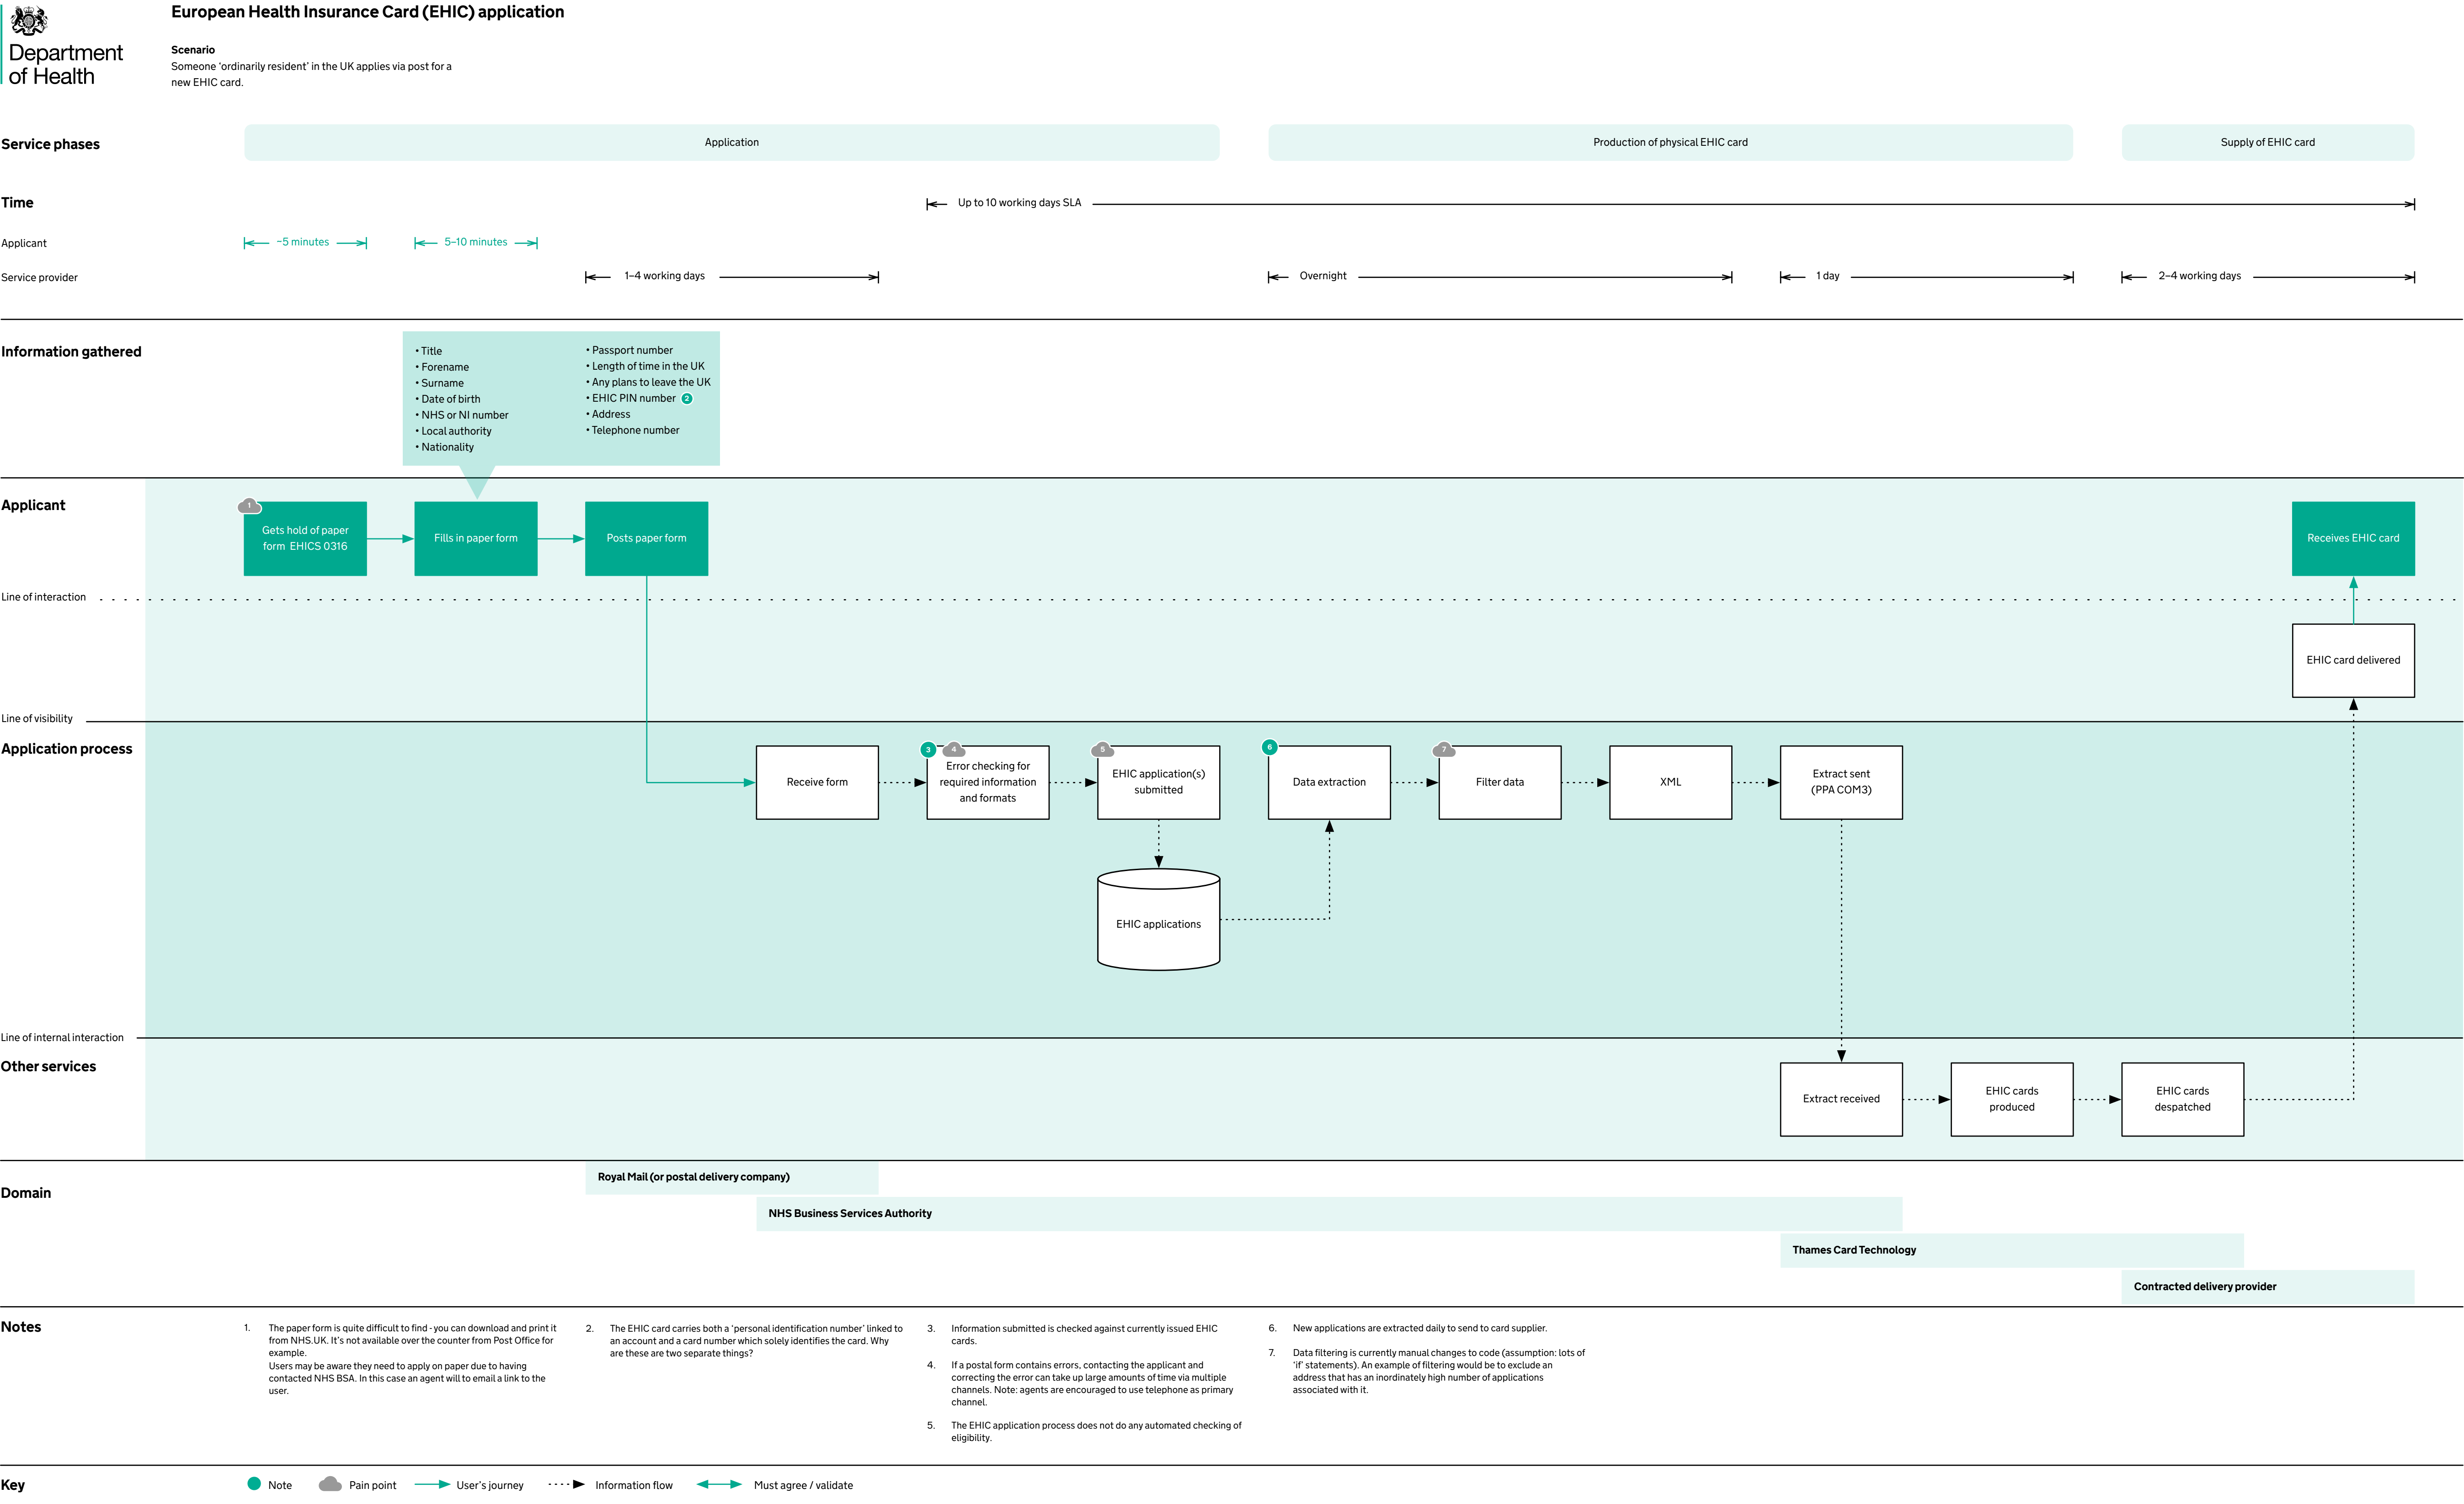 Department
of Health
European Health Insurance Card (EHIC) application
Scenario
Someone ‘ordinarily resident’ in the UK applies via post for a
new EHIC card.
Service phases
Application
Production of physical EHIC card
Supply of EHIC card
Time
Up to 10 working days SLA
Applicant
~5 minutes
5–10 minutes
Service provider
1–4 working days
Overnight
1 day
2–4 working days
Information gathered
• Title
• Forename
• Surname
• Date of birth
• NHS or NI number
• Local authority
• Nationality
• Passport number
• Length of time in the UK
• Any plans to leave the UK
• EHIC PIN number 2
• Address
• Telephone number
Applicant
1
Gets hold of paper
form EHICS 0316
Fills in paper form
Posts paper form
Receives EHIC card
Line of interaction
EHIC card delivered
Line of visibility
Application process
Receive form
3
4
Error checking for
required information
and formats
5
EHIC application(s)
submitted
6
Data extraction
7
Filter data
XML
Extract sent
(PPA COM3)
EHIC applications
Line of internal interaction
Other services
Extract received
EHIC cards
produced
EHIC cards
despatched
Domain
Royal Mail (or postal delivery company)
NHS Business Services Authority
Thames Card Technology
Contracted delivery provider
Notes
1. The paper form is quite difficult to find - you can download and print it
from NHS.UK. It’s not available over the counter from Post Office for
example.
Users may be aware they need to apply on paper due to having
contacted NHS BSA. In this case an agent will to email a link to the
user.
2. The EHIC card carries both a ‘personal identification number’ linked to
an account and a card number which solely identifies the card. Why
are these are two separate things?
3. Information submitted is checked against currently issued EHIC
cards.
4. If a postal form contains errors, contacting the applicant and
correcting the error can take up large amounts of time via multiple
channels. Note: agents are encouraged to use telephone as primary
channel.
5. The EHIC application process does not do any automated checking of
eligibility.
6. New applications are extracted daily to send to card supplier.
7. Data filtering is currently manual changes to code (assumption: lots of
‘if’ statements). An example of filtering would be to exclude an
address that has an inordinately high number of applications
associated with it.
Key
Note
Pain point
User’s journey
Information flow
Must agree / validate